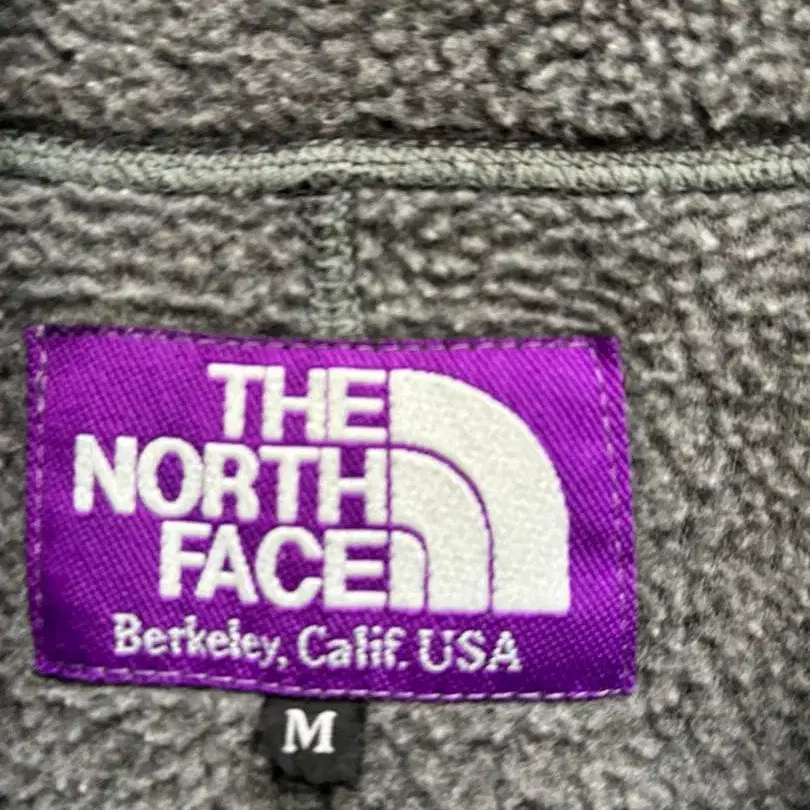 THE
NORTH
FACE
Berkeley, Calif. USA
M